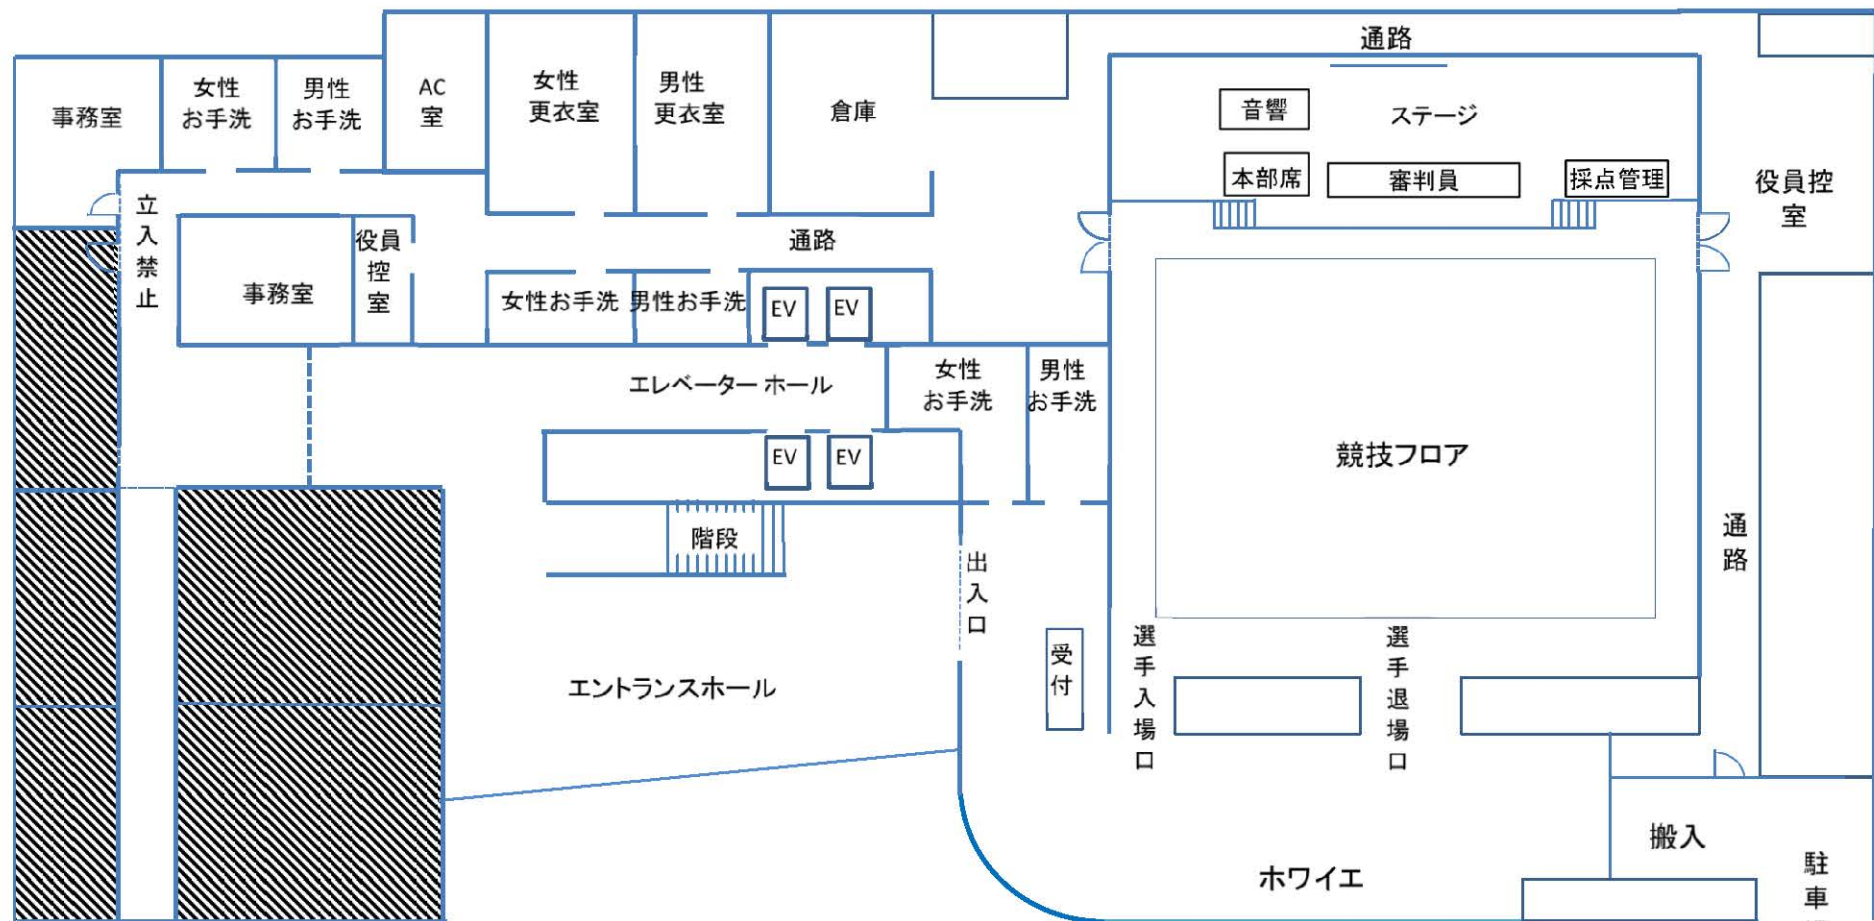 通路
事務室
女性
お手洗
男性
お手洗
AC
室
女性
更衣室
男性
更衣室
倉庫
音響
ステージ
本部席
審判員
採点管理
役員控
室
立入禁止
事務室
役員
控
室
通路
女性お手洗
男性お手洗
EV
EV
エレベーター ホール
女性
お手洗
男性
お手洗
EV
EV
階段
競技フロア
通路
出入口
受付
選手入場口
選手退場口
エントランスホール
ホワイエ
搬入
駐車